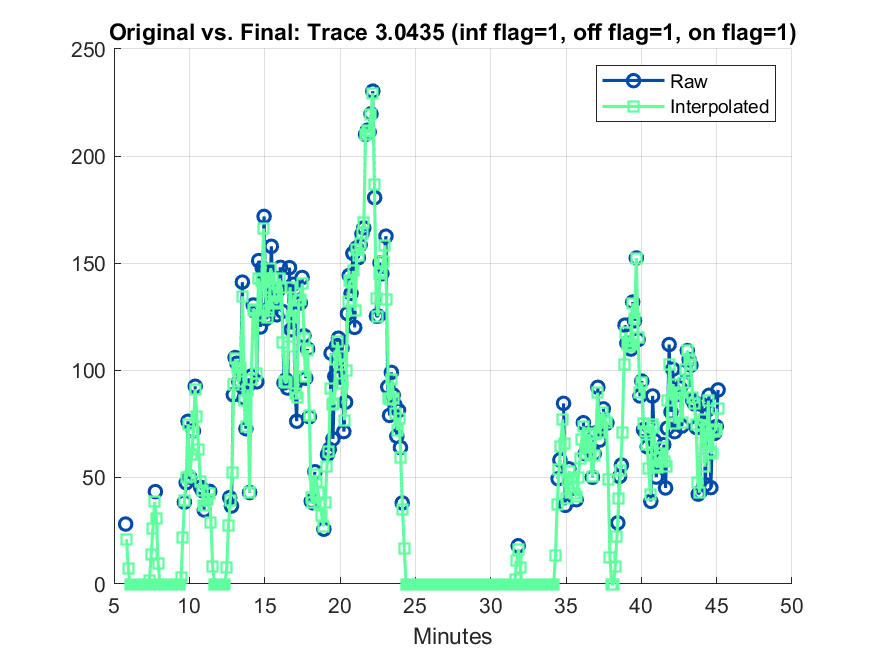 Original vs. Final: Trace 3.0435 (inf flag=1, off flag=1, on flag=1)
250
200
150
100
50
0
Raw
Interpolated
5 10 15 20 25 30 35 40 45 50
Minutes